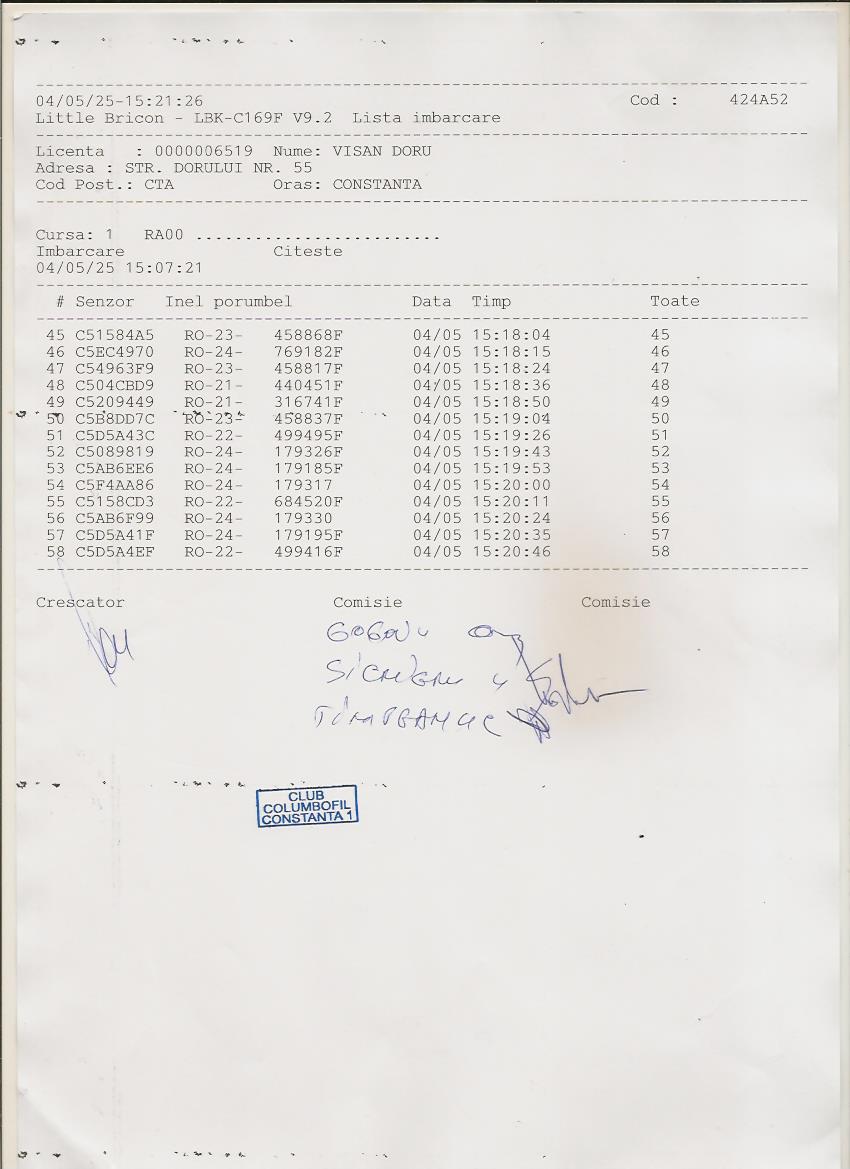 04/05/25-15:21:26 Cod : 424A52
Little Bricon - LBK-C169F V9.2 Lista imbarcare
Licenta : 0000006519 Nume: VISAN DORU
Adresa : STR. DORULUI NR. 55
Cod Post.: CTA Oras: CONSTANTA
Cursa: 1 RA00 .........................
Imbarcare Citeste
04/05/25 15:07:21
# Senzor Inel porumbel Data Timp Toate
45 C51584A5 RO-23- 458868F 04/05 15:18:04 45
46 C5EC4970 RO-24- 769182F 04/05 15:18:15 46
47 C54963F9 RO-23- 458817F 04/05 15:18:24 47
48 C504CBD9 RO-21- 440451F 04/05 15:18:36 48
49 C5209449 RO-21- 316741F 04/05 15:18:50 49
50 C5B8DD7C RO-23- 458837F 04/05 15:19:04 50
51 C5D5A43C RO-22- 499495F 04/05 15:19:26 51
52 C5089819 RO-24- 179326F 04/05 15:19:43 52
53 C5AB6EE6 RO-24- 179185F 04/05 15:19:53 53
54 C5F4AA86 RO-24- 179317 04/05 15:20:00 54
55 C5158CD3 RO-22- 684520F 04/05 15:20:11 55
56 C5AB6F99 RO-24- 179330 04/05 15:20:24 56
57 C5D5A41F RO-24- 179195F 04/05 15:20:35 57
58 C5D5A4EF RO-22- 499416F 04/05 15:20:46 58
Crescator Comisie Comisie
CLUB
COLUMBOFIL
CONSTANTA 1